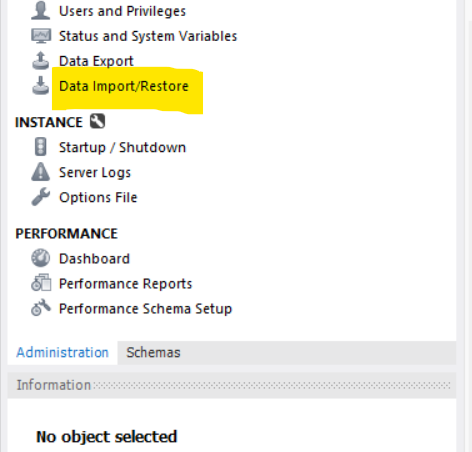 Users and Privileges
Status and System Variables
Data Export
Data Import/Restore
INSTANCE
Startup / Shutdown
Server Logs
Options File
PERFORMANCE
Dashboard
Performance Reports
Performance Schema Setup
Administration Schemas
Information
No object selected